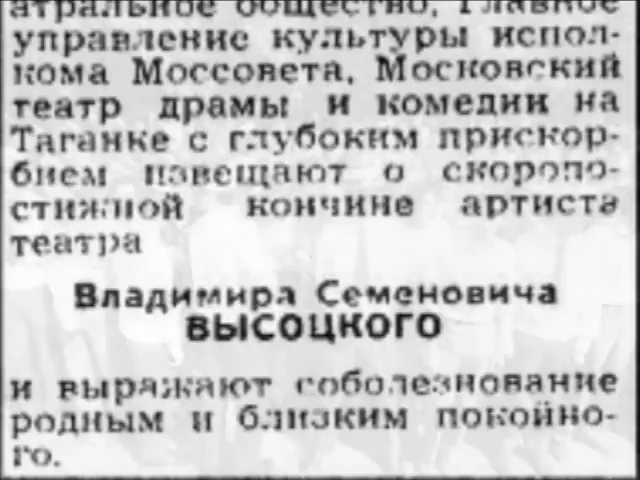 атральное общество, Главное
управление культуры испол-
кома Моссовета, Московский
театр драмы и комедии на
Таганке с глубоким прискор-
бием извещают о скоропо-
стижной кончине артиста
театра
Владимира Семеновича
ВЫСОЦКОГО
и выражают соболезнование
родным и близким покойно-
го.